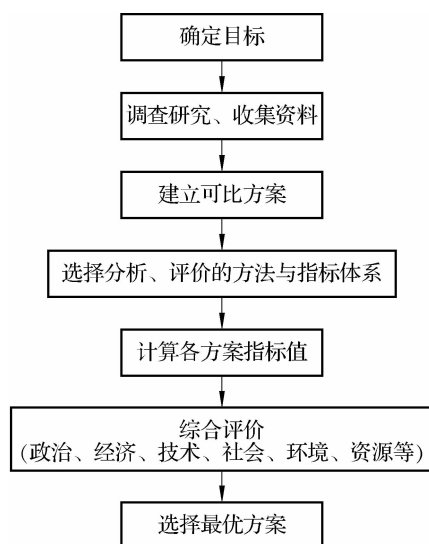 确定目标
调查研究、收集资料
建立可比方案
选择分析、评价的方法与指标体系
计算各方案指标值
综合评价
(政治、经济、技术、社会、环境、资源等)
选择最优方案